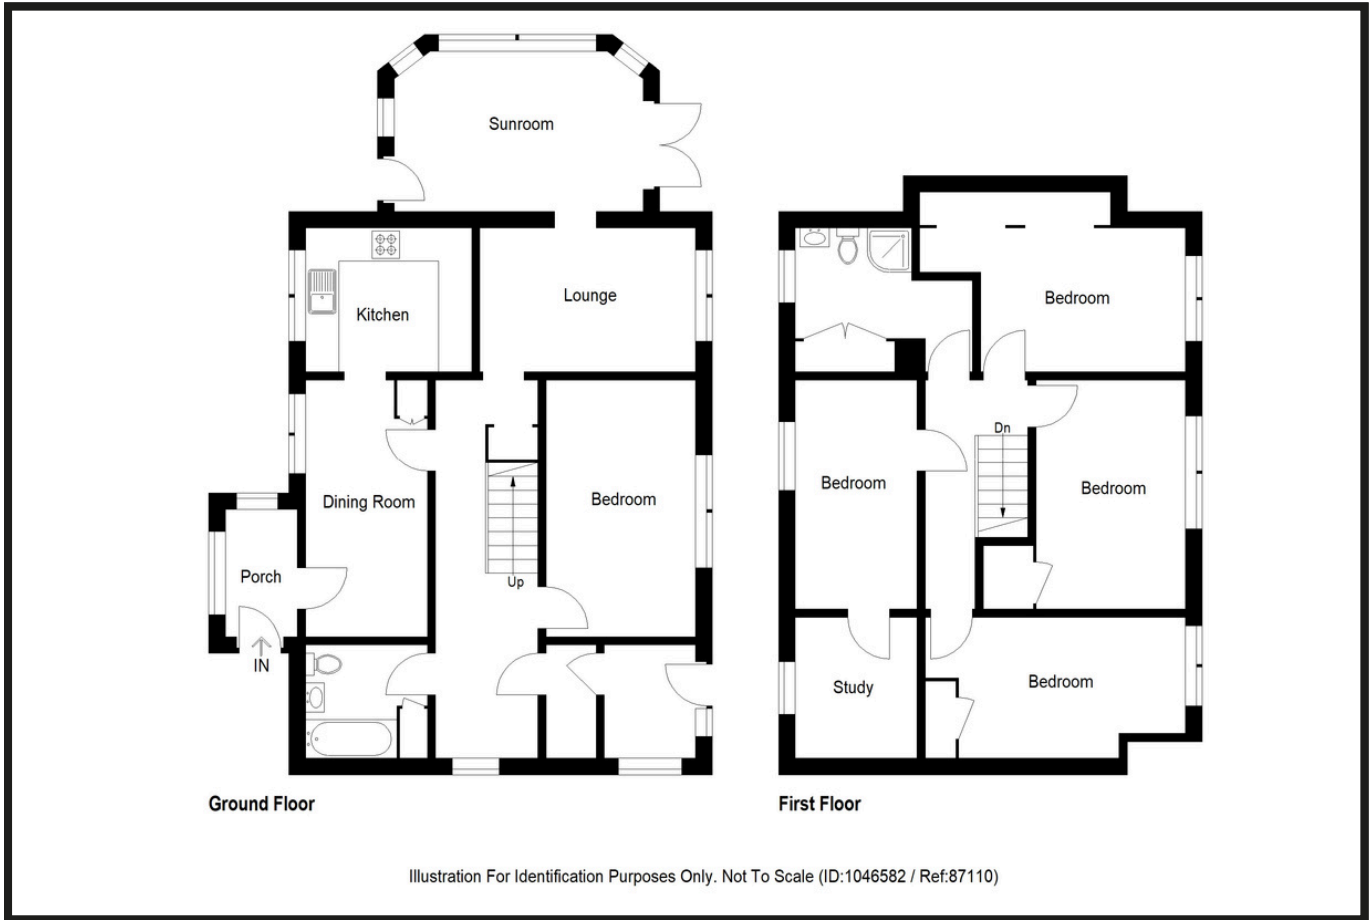 Sunroom
Kitchen
Lounge
Dining Room
Bedroom
Porch
IN
Up
Ground Floor
Bedroom
Dn
Bedroom
Bedroom
Study
Bedroom
First Floor
Illustration For Identification Purposes Only. Not To Scale (ID:1046582 / Ref:87110)